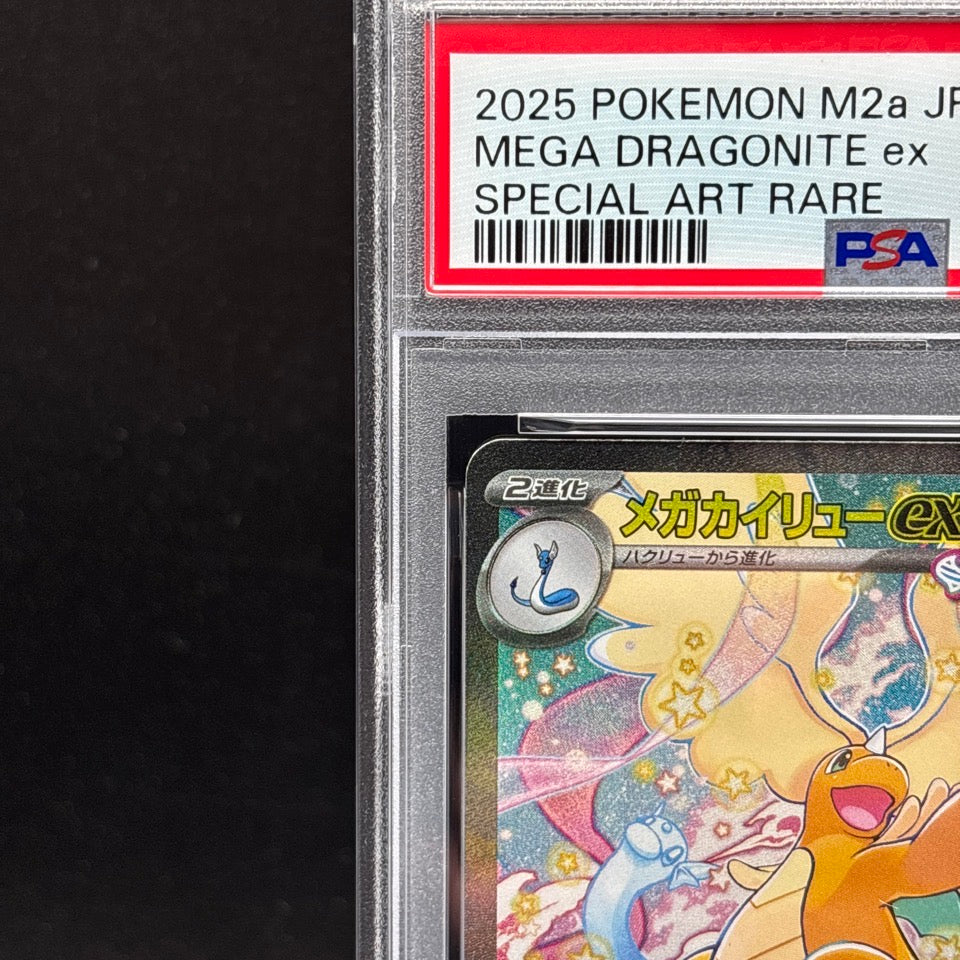 2025 POKEMON M2a JP
MEGA DRAGONITE ex
SPECIAL ART RARE
PSA
2進化
メガカイリューex
ハクリューから進化